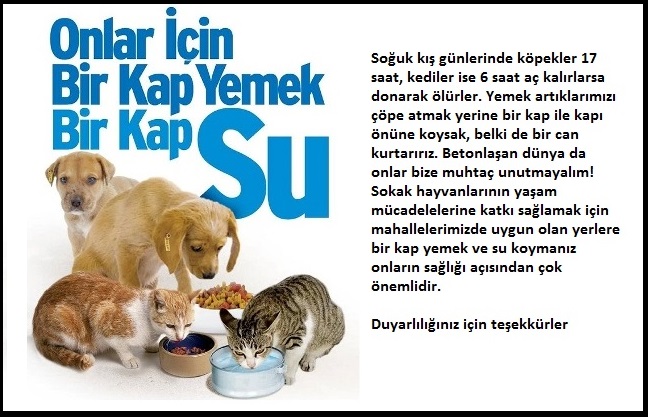 Onlar İçin
Bir Kap Yemek
Bir Kap Su
Soğuk kış günlerinde köpekler 17
saat, kediler ise 6 saat aç kalırlarsa
donarak ölürler. Yemek artıklarımızı
çöpe atmak yerine bir kap ile kapı
önüne koysak, belki de bir can
kurtarırız. Betonlaşan dünya da
onlar bize muhtaç unutmayalım!
Sokak hayvanlarının yaşam
mücadelelerine katkı sağlamak için
mahallelerimizde uygun olan yerlere
bir kap yemek ve su koymanız
onların sağlığı açısından çok
önemlidir.
Duyarlılığınız için teşekkürler